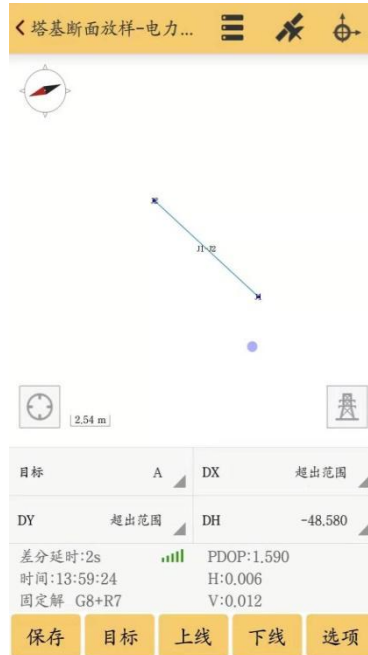 塔基断面放样-电力...
J2
J1-J2
J1
2.54 m
目标 A DX 超出范围
DY 超出范围 DH -48.580
差分延时:2s PDOP:1.590
时间:13:59:24 H:0.006
固定解 G8+R7 V:0.012
保存 目标 上线 下线 选项